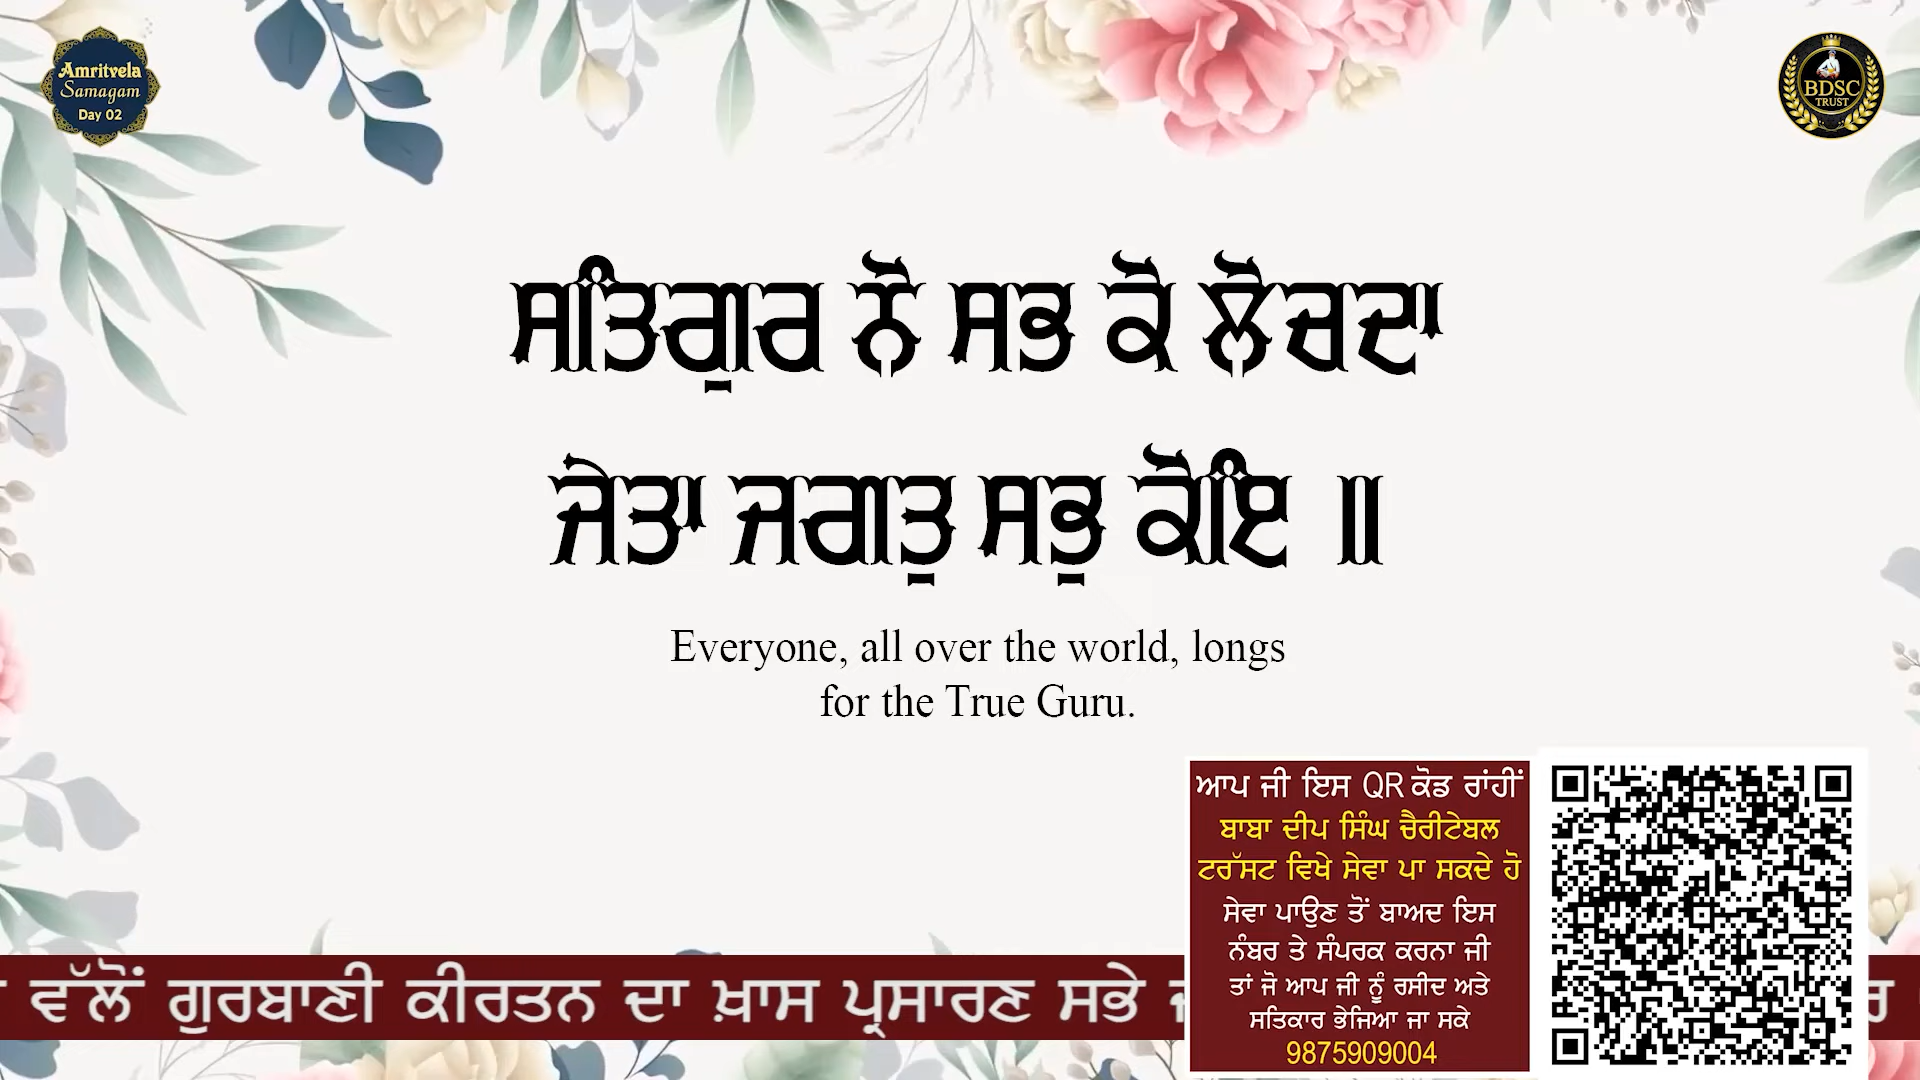 Amritvela
Samagam
Day 02
BDSC
TRUST
ਸਤਿਗੁਰ ਨੋ ਸਭ ਕੋ ਲੋਚਦਾ
ਜੇਤਾ ਜਗਤੁ ਸਭੁ ਕੋਇ ॥
Everyone, all over the world, longs
for the True Guru.
ਆਪ ਜੀ ਇਸ QR ਕੋਡ ਰਾਂਹੀਂ
ਬਾਬਾ ਦੀਪ ਸਿੰਘ ਚੈਰੀਟੇਬਲ
ਟਰੱਸਟ ਵਿਖੇ ਸੇਵਾ ਪਾ ਸਕਦੇ ਹੋ
ਸੇਵਾ ਪਾਉਣ ਤੋਂ ਬਾਅਦ ਇਸ
ਨੰਬਰ ਤੇ ਸੰਪਰਕ ਕਰਨਾ ਜੀ
ਤਾਂ ਜੋ ਆਪ ਜੀ ਨੂੰ ਰਸੀਦ ਅਤੇ
ਸਤਿਕਾਰ ਭੇਜਿਆ ਜਾ ਸਕੇ
9875909004
ਵੱਲੋਂ ਗੁਰਬਾਣੀ ਕੀਰਤਨ ਦਾ ਖ਼ਾਸ ਪ੍ਰਸਾਰਣ ਸਭੇ